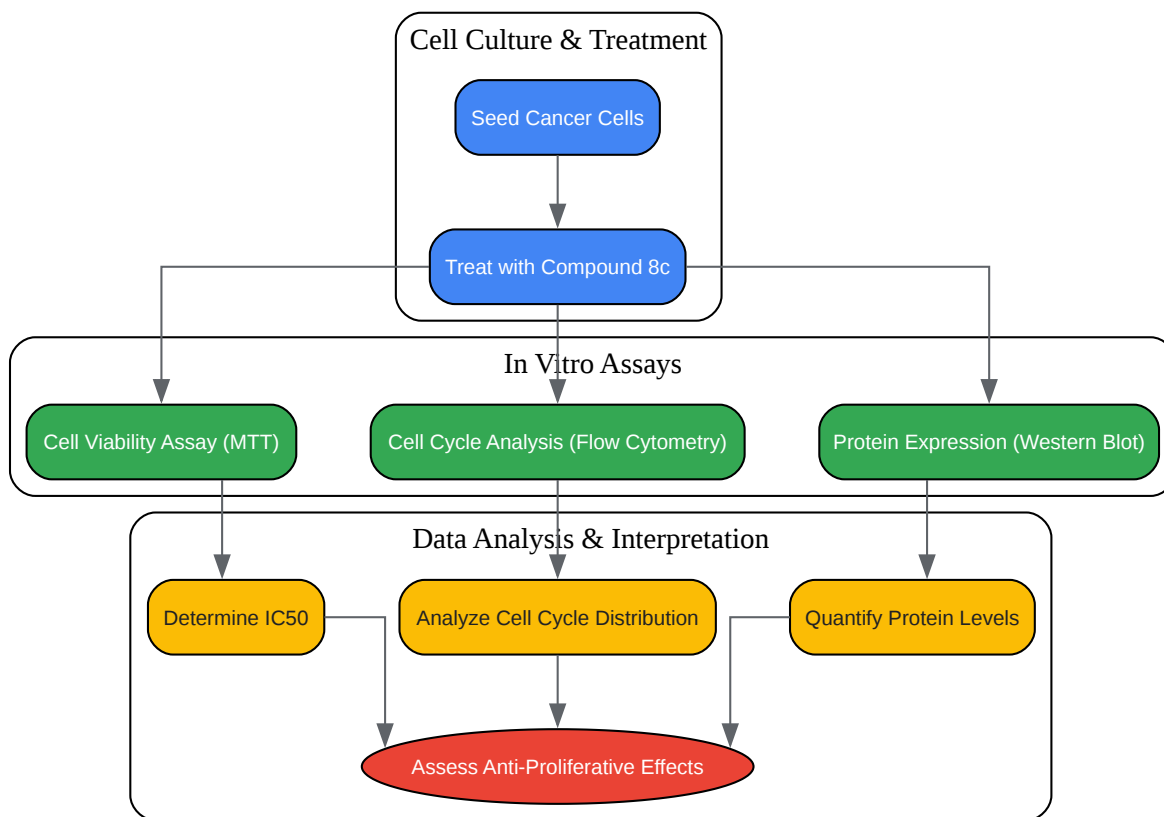 Cell Culture & Treatment
Seed Cancer Cells
Treat with Compound 8c
In Vitro Assays
Cell Viability Assay (MTT)
Cell Cycle Analysis (Flow Cytometry)
Protein Expression (Western Blot)
Data Analysis & Interpretation
Determine IC50
Analyze Cell Cycle Distribution
Quantify Protein Levels
Assess Anti-Proliferative Effects